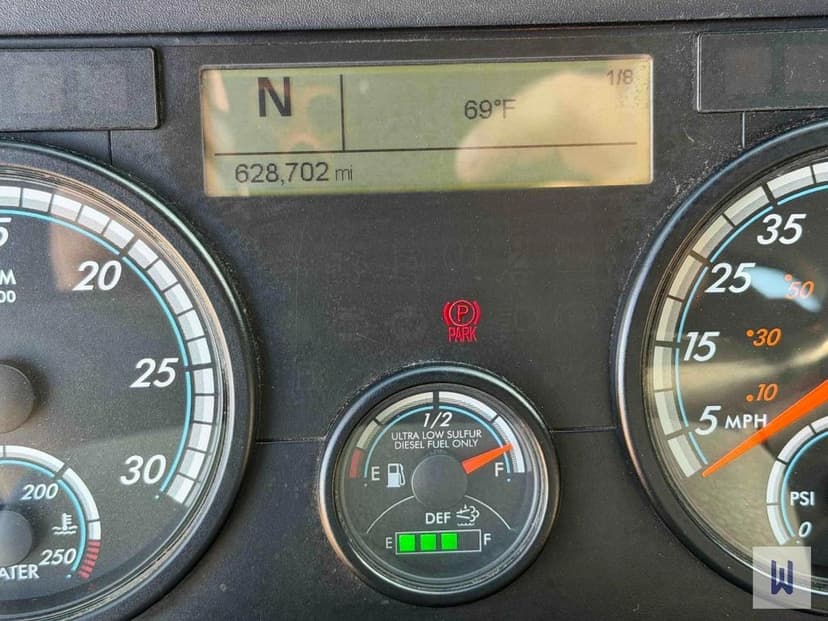 N
69°F
1/8
628,702 mi
20
25
30
200
250
35
25
15
5 MPH
50
30
10
P
PARK
1/2
ULTRA LOW SULFUR
DIESEL FUEL ONLY
E
F
DEF
E
F
PSI
0
W